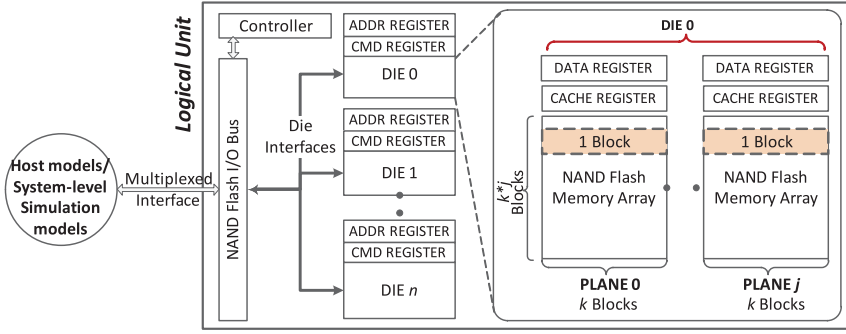 Logical Unit
Controller
NAND Flash I/O Bus
Host models/
System-level
Simulation
models
Multiplexed
Interface
Die
Interfaces
ADDR REGISTER
CMD REGISTER
DIE 0
ADDR REGISTER
CMD REGISTER
DIE 1
ADDR REGISTER
CMD REGISTER
DIE n
DIE 0
DATA REGISTER
CACHE REGISTER
1 Block
NAND Flash
Memory Array
k*j
Blocks
PLANE 0
k Blocks
DATA REGISTER
CACHE REGISTER
1 Block
NAND Flash
Memory Array
PLANE j
k Blocks